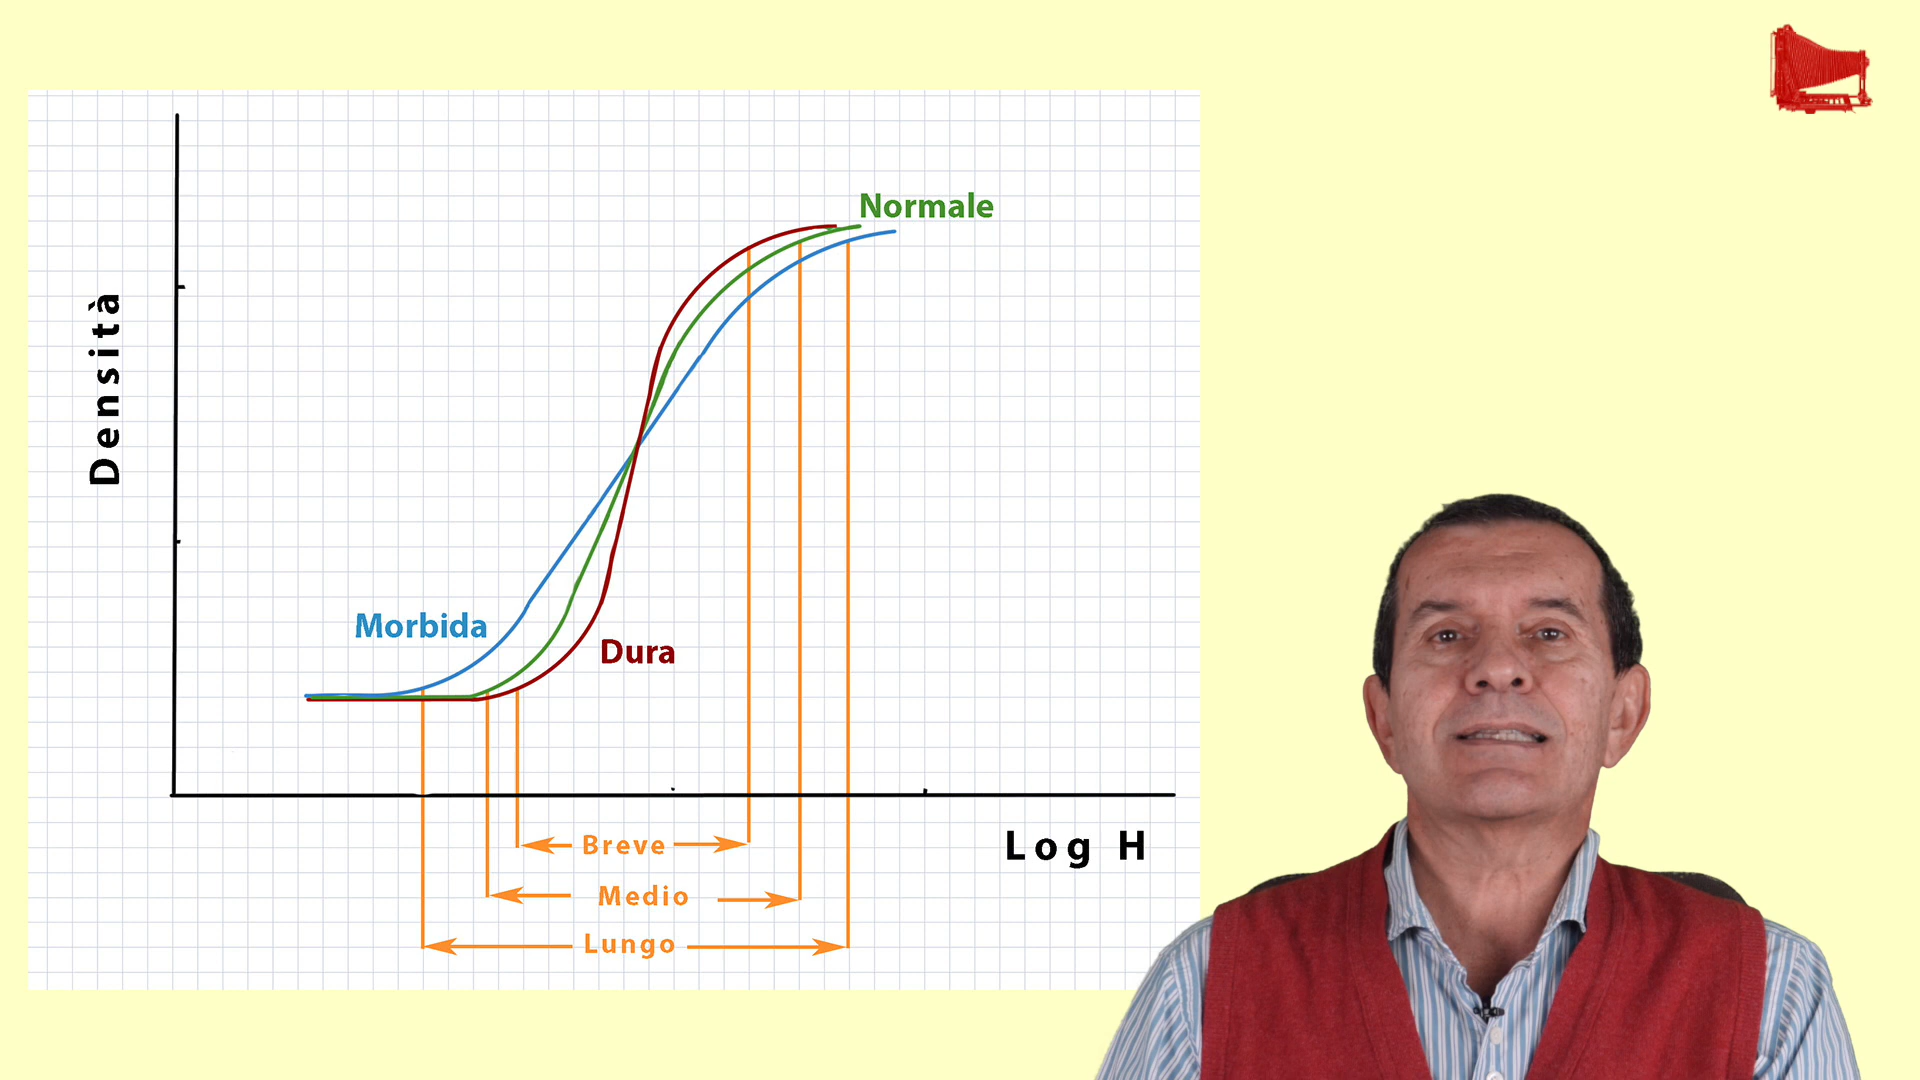 Normale
Densità
Morbida
Dura
Log H
Breve
Medio
Lungo